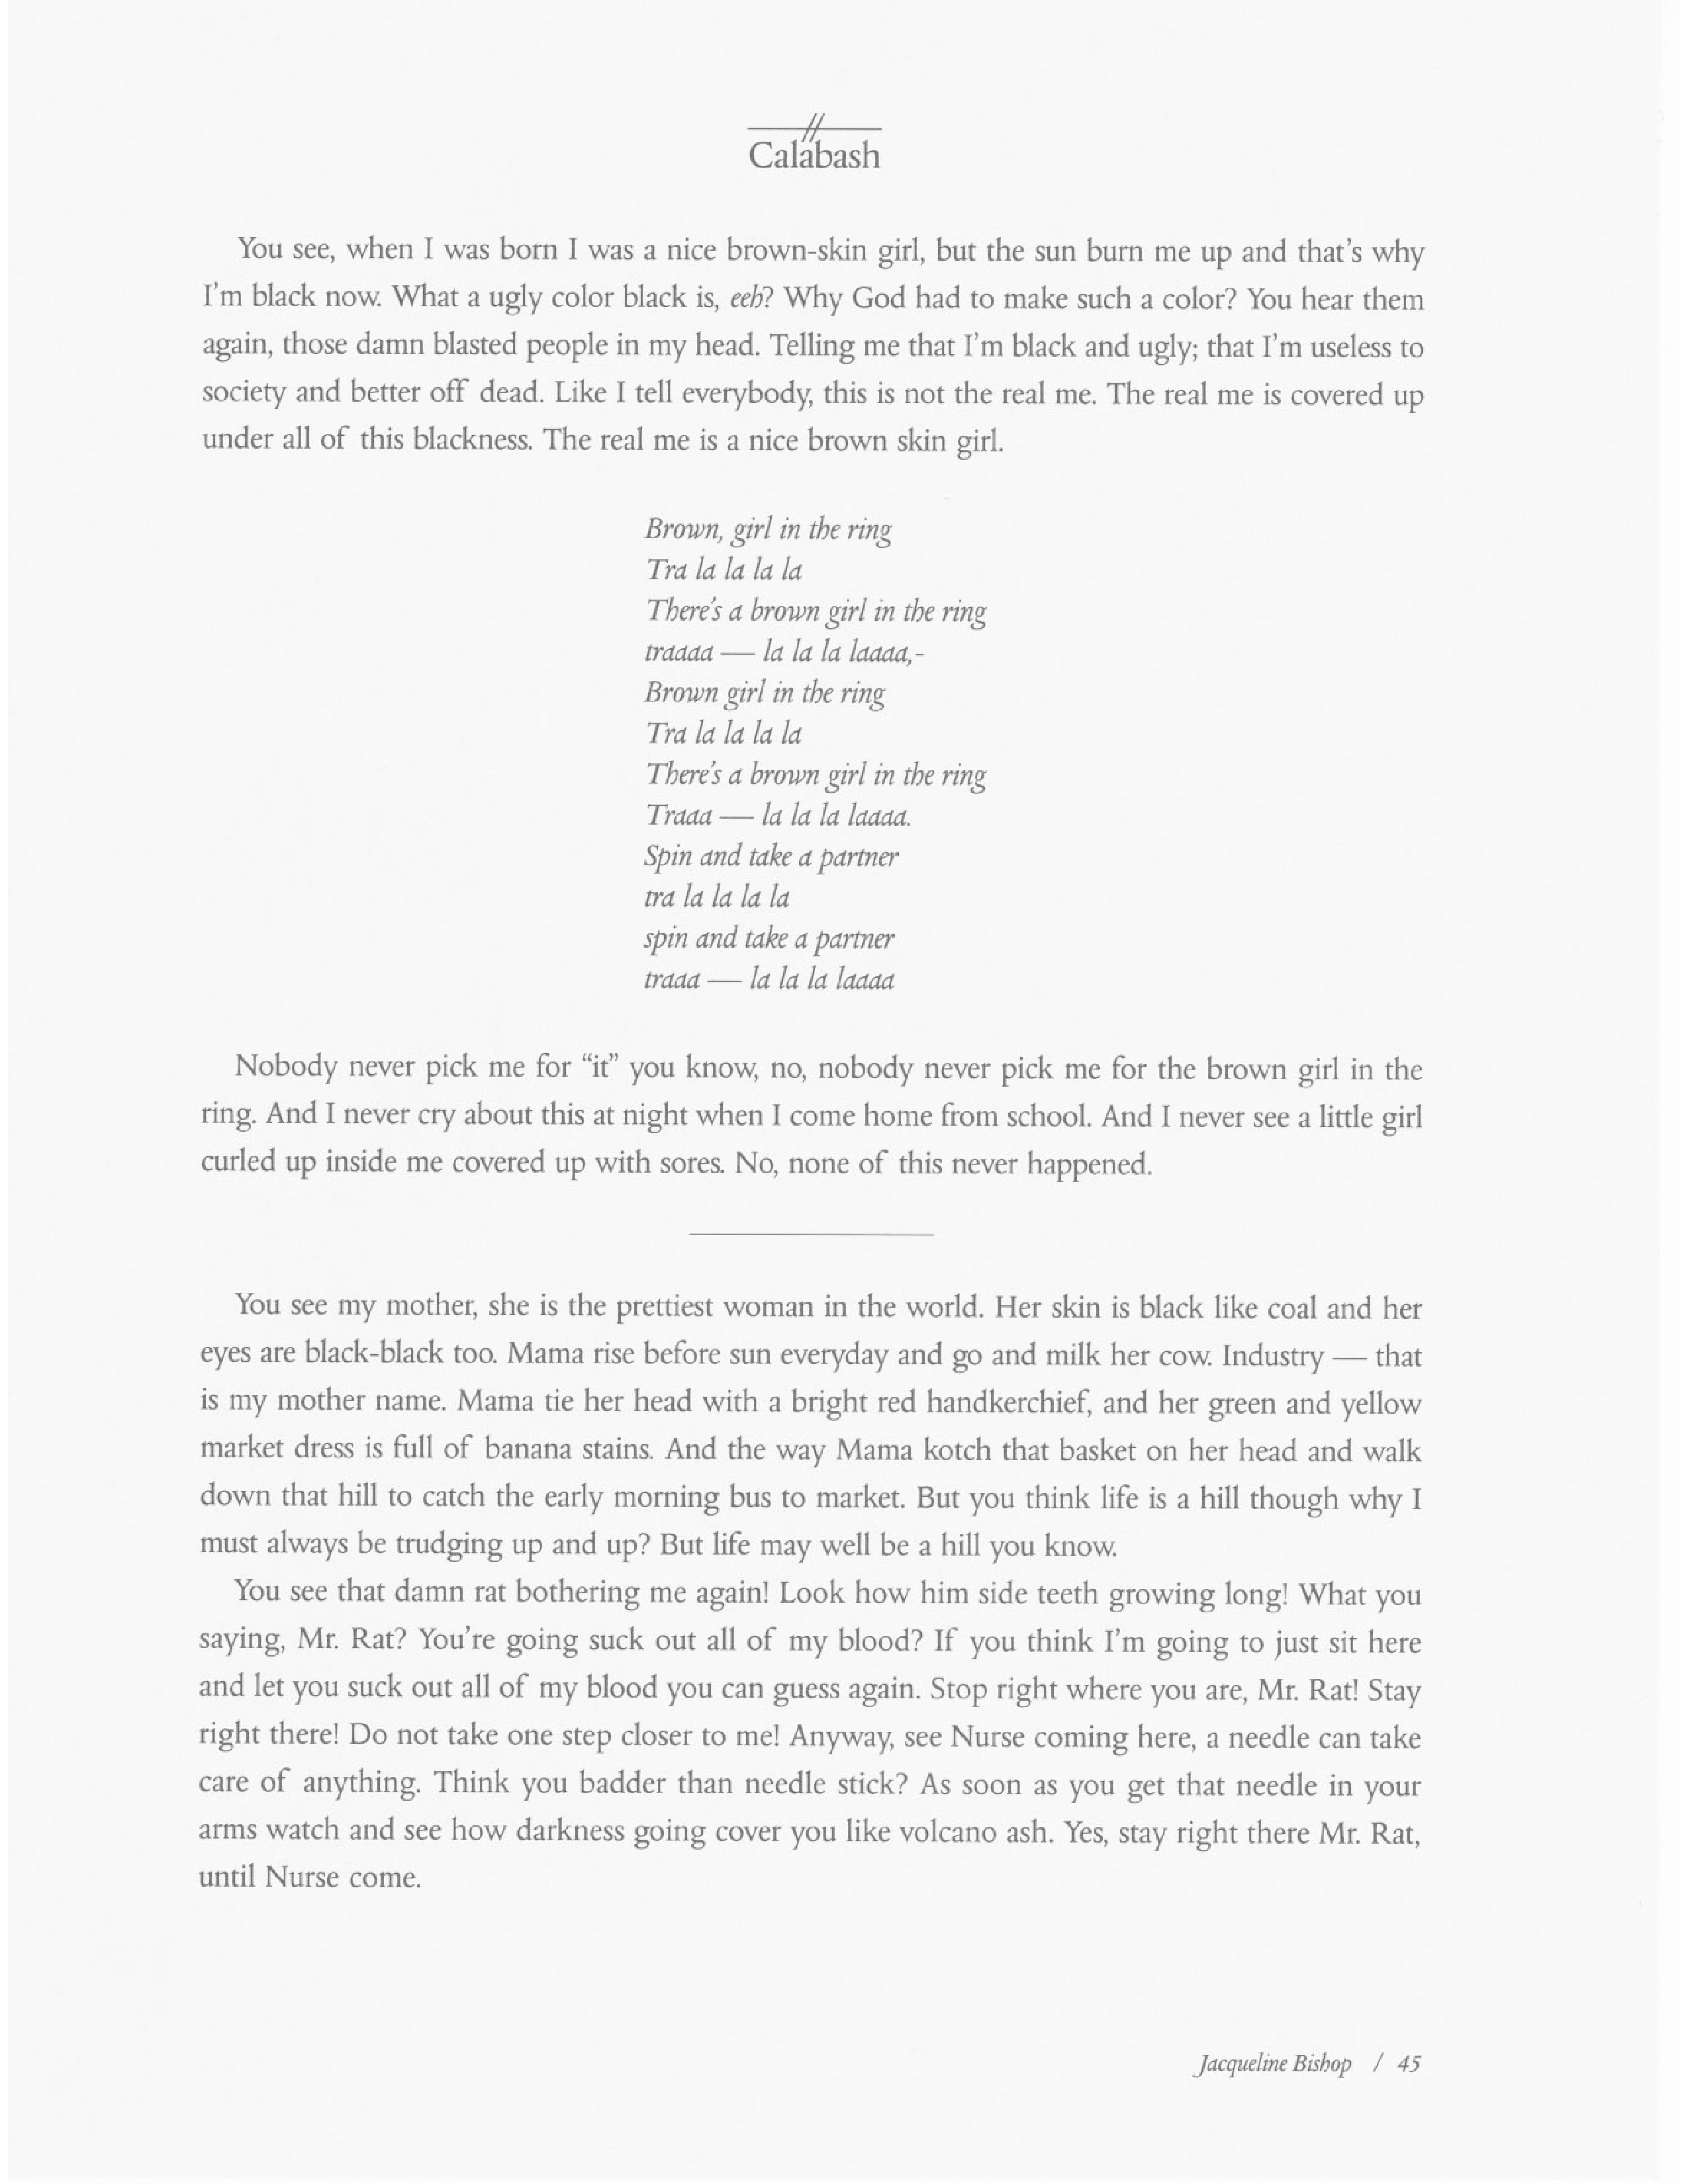 Calabash
You see, when I was born I was a nice brown-skin girl, but the sun burn me up and that's why
I'm black now. What a ugly color black is, eeh? Why God had to make such a color? You hear them
again, those damn blasted people in my head. Telling me that I'm black and ugly; that I'm useless to
society and better off dead. Like I tell everybody, this is not the real me. The real me is covered up
under all of this blackness. The real me is a nice brown skin girl.
Brown, girl in the ring
Tra la la la la
There's a brown girl in the ring
traaaa — la la la laaaa,-
Brown girl in the ring
Tra la la la la
There's a brown girl in the ring
Traaa — la la la laaaa.
Spin and take a partner
tra la la la la
spin and take a partner
traaa — la la la laaaa
Nobody never pick me for “it” you know, no, nobody never pick me for the brown girl in the
ring. And I never cry about this at night when I come home from school. And I never see a little girl
curled up inside me covered up with sores. No, none of this never happened.
You see my mother, she is the prettiest woman in the world. Her skin is black like coal and her
eyes are black-black too. Mama rise before sun everyday and go and milk her cow. Industry — that
is my mother name. Mama tie her head with a bright red handkerchief, and her green and yellow
market dress is full of banana stains. And the way Mama kotch that basket on her head and walk
down that hill to catch the early morning bus to market. But you think life is a hill though why I
must always be trudging up and up? But life may well be a hill you know.
You see that damn rat bothering me again! Look how him side teeth growing long! What you
saying, Mr. Rat? You're going suck out all of my blood? If you think I'm going to just sit here
and let you suck out all of my blood you can guess again. Stop right where you are, Mr. Rat! Stay
right there! Do not take one step closer to me! Anyway, see Nurse coming here, a needle can take
care of anything. Think you badder than needle stick? As soon as you get that needle in your
arms watch and see how darkness going cover you like volcano ash. Yes, stay right there Mr. Rat,
until Nurse come.
Jacqueline Bishop / 45